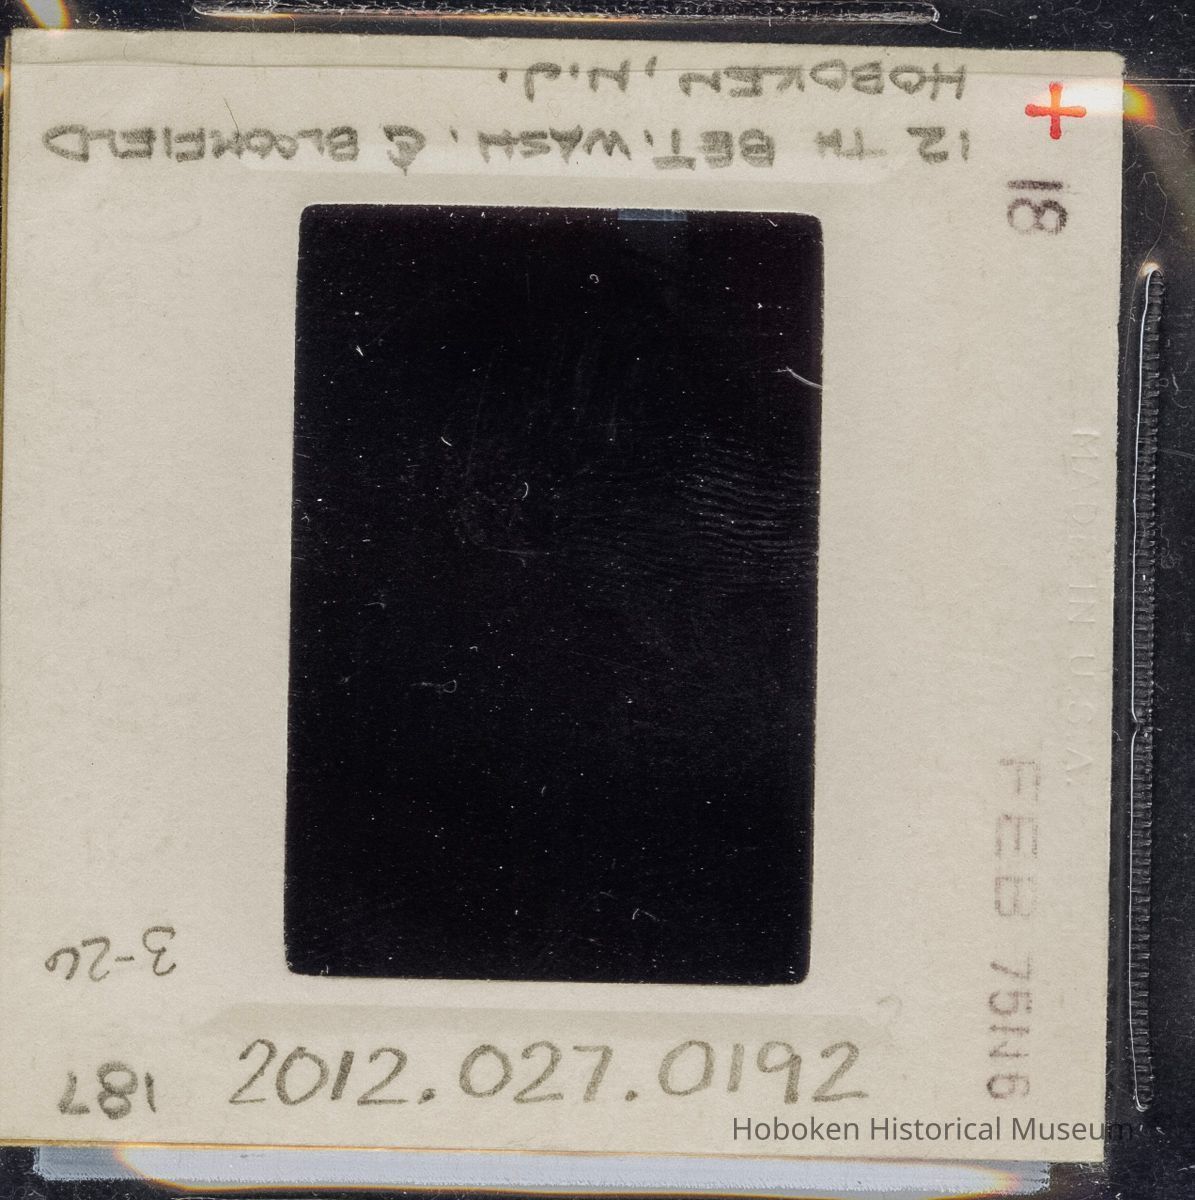 12 TH BET. WASH. & BLOOMFIELD
HOBOKEN, N.J.
+
18
MADE IN U.S.A.
FEB 75N6
3-26
187
2012.027.0192
Hoboken Historical Museum